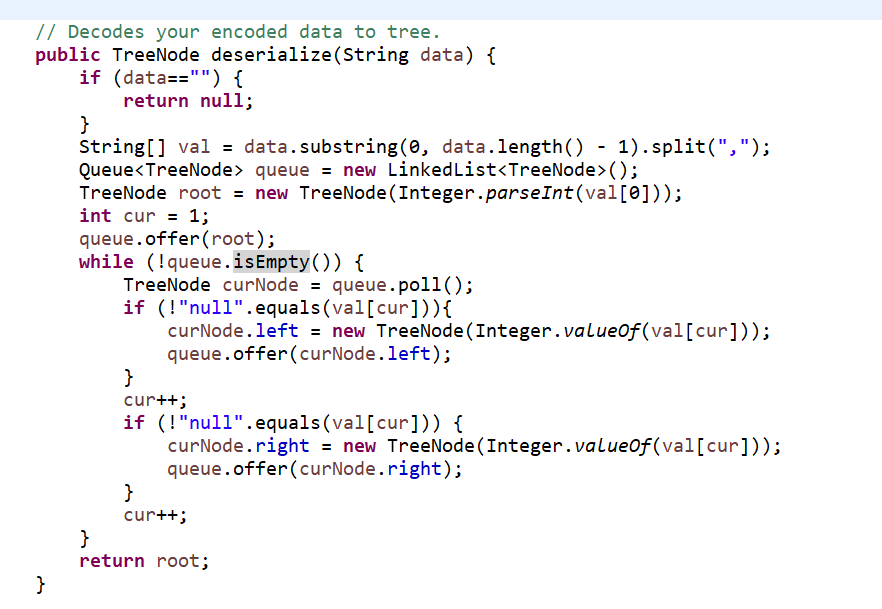 // Decodes your encoded data to tree.
public TreeNode deserialize(String data) {
    if (data=="") {
        return null;
    }
    String[] val = data.substring(0, data.length() - 1).split(",");
    Queue<TreeNode> queue = new LinkedList<TreeNode>();
    TreeNode root = new TreeNode(Integer.parseInt(val[0]));
    int cur = 1;
    queue.offer(root);
    while (!queue.isEmpty()) {
        TreeNode curNode = queue.poll();
        if (!"null".equals(val[cur])){
            curNode.left = new TreeNode(Integer.valueOf(val[cur]));
            queue.offer(curNode.left);
        }
        cur++;
        if (!"null".equals(val[cur])) {
            curNode.right = new TreeNode(Integer.valueOf(val[cur]));
            queue.offer(curNode.right);
        }
        cur++;
    }
    return root;
}